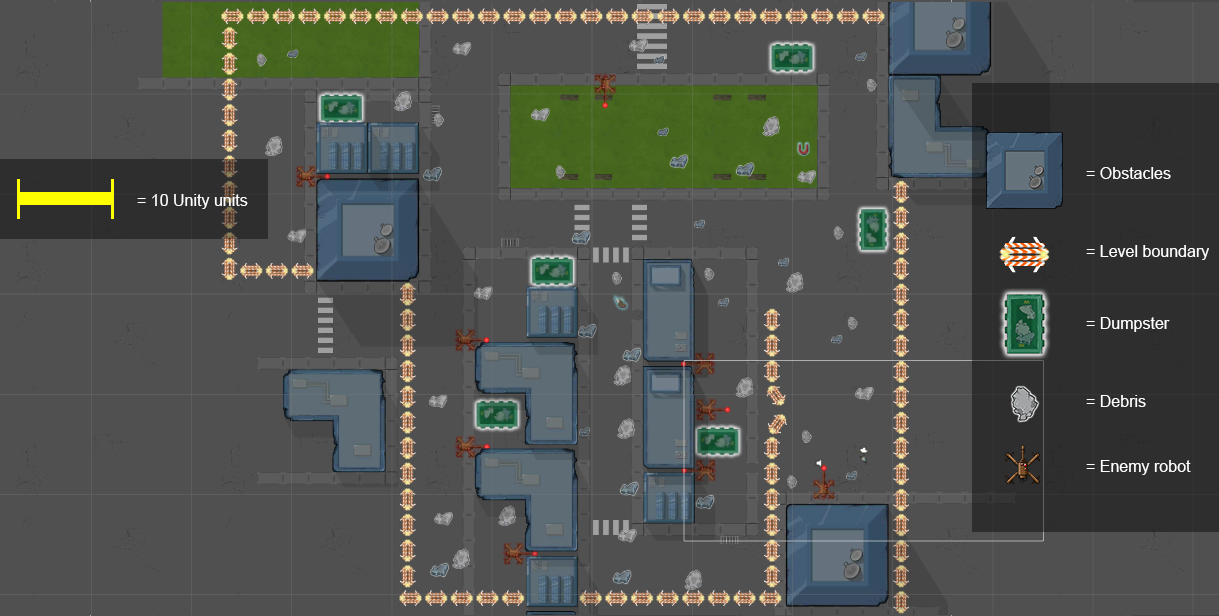 = 10 Unity units
= Obstacles
= Level boundary
= Dumpster
= Debris
= Enemy robot